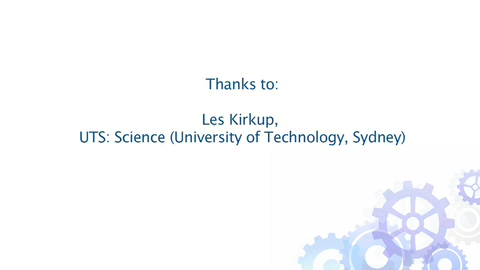 Thanks to:
Les Kirkup,
UTS: Science (University of Technology, Sydney)